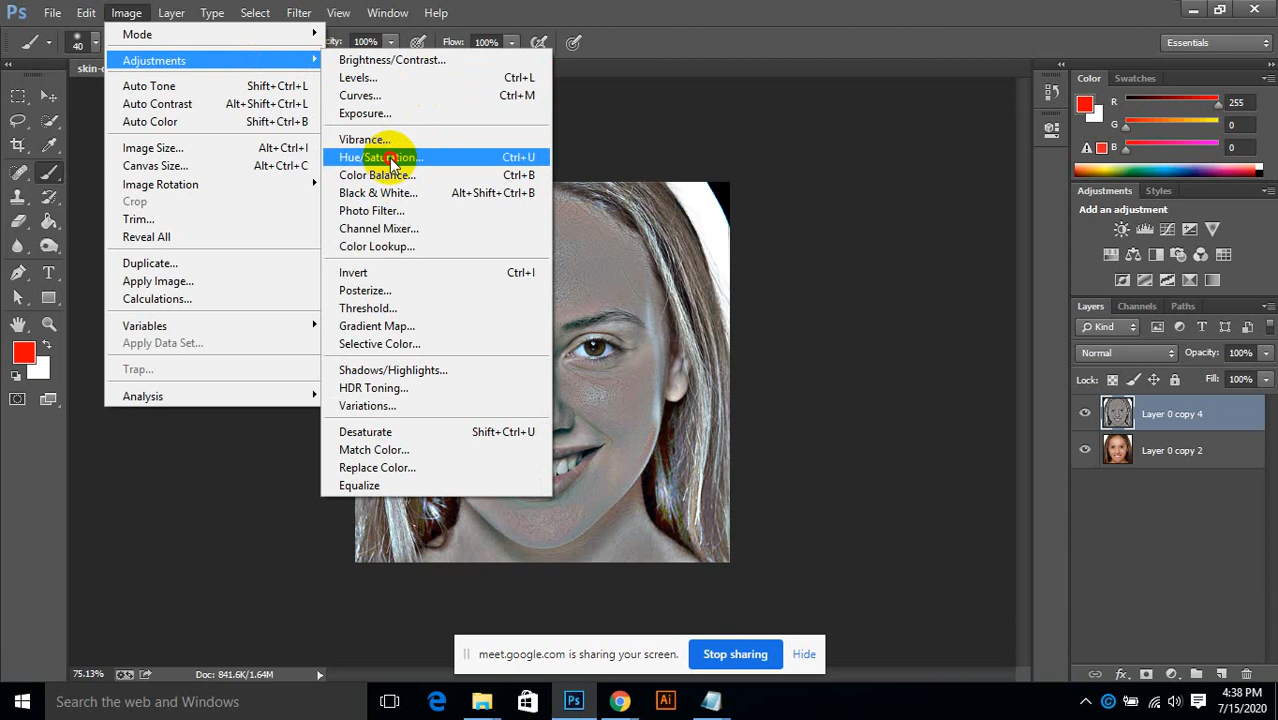 Ps File Edit Image Layer Type Select Filter View Window Help
40 city: 100% Flow: 100% Essentials
skin-c
Mode
Adjustments
Auto Tone Shift+Ctrl+L
Auto Contrast Alt+Shift+Ctrl+L
Auto Color Shift+Ctrl+B
Image Size... Alt+Ctrl+I
Canvas Size... Alt+Ctrl+C
Image Rotation
Crop
Trim...
Reveal All
Duplicate...
Apply Image...
Calculations...
Variables
Apply Data Set...
Trap...
Analysis
Brightness/Contrast...
Levels... Ctrl+L
Curves... Ctrl+M
Exposure...
Vibrance...
Hue/Saturation... Ctrl+U
Color Balance... Ctrl+B
Black & White... Alt+Shift+Ctrl+B
Photo Filter...
Channel Mixer...
Color Lookup...
Invert Ctrl+I
Posterize...
Threshold...
Gradient Map...
Selective Color...
Shadows/Highlights...
HDR Toning...
Variations...
Desaturate Shift+Ctrl+U
Match Color...
Replace Color...
Equalize
Color Swatches
R 255
G 0
B 0
Adjustments Styles
Add an adjustment
Layers Channels Paths
Kind
Normal Opacity: 100%
Lock: Fill: 100%
Layer 0 copy 4
Layer 0 copy 2
meet.google.com is sharing your screen. Stop sharing Hide
75.13% Doc: 841.6K/1.64M
Search the web and Windows
Ps Ai
4:38 PM
7/15/2020